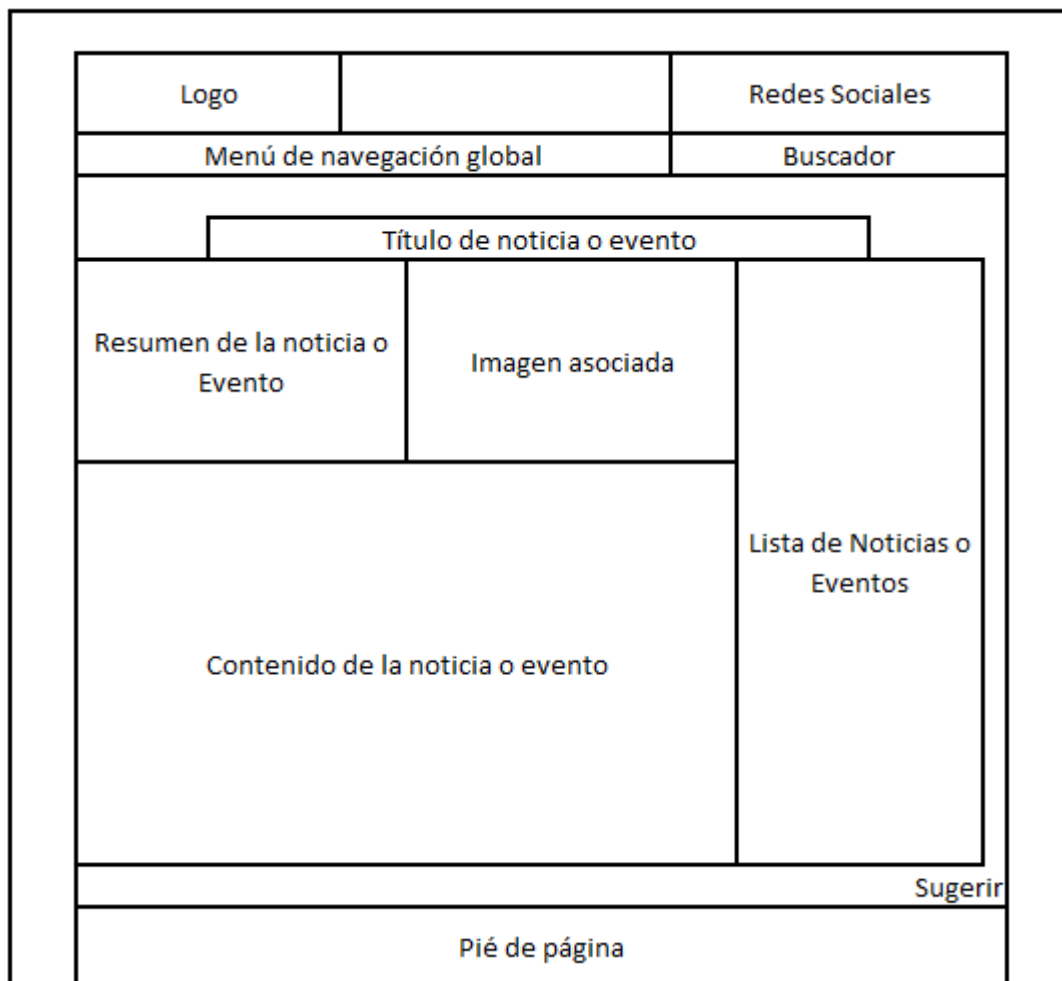 Logo
Redes Sociales
Menú de navegación global
Buscador
Título de noticia o evento
Resumen de la noticia o
Evento
Imagen asociada
Lista de Noticias o
Eventos
Contenido de la noticia o evento
Sugerir
Pié de página